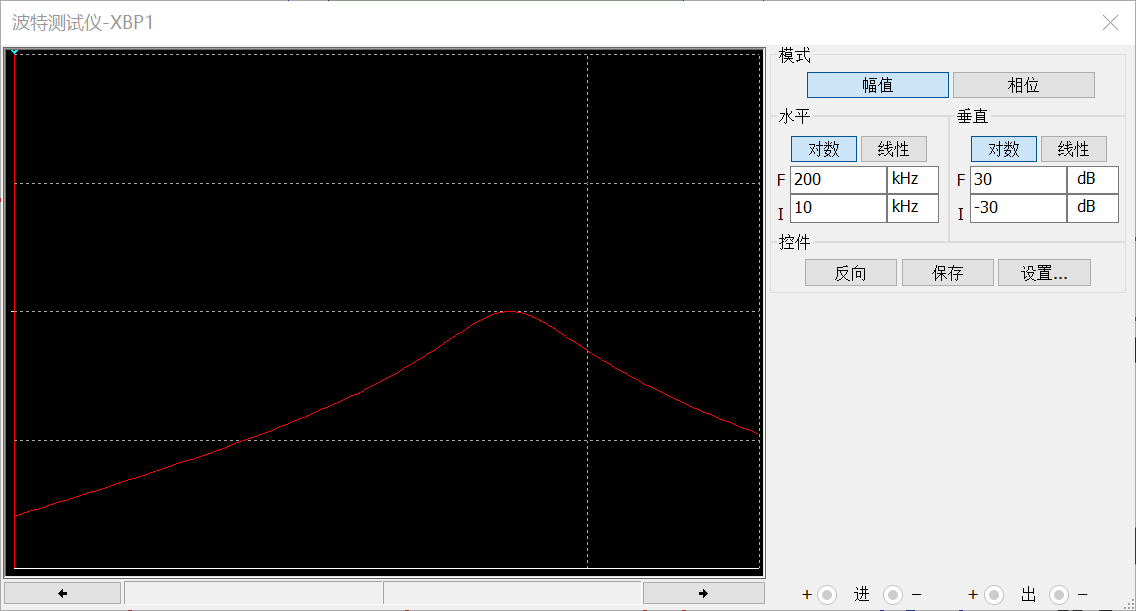 波特测试仪-XBP1
模式
幅值 相位
水平 垂直
对数 线性 对数 线性
F 200 kHz F 30 dB
I 10 kHz I -30 dB
控件
反向 保存 设置...
+ 进 − + 出 −